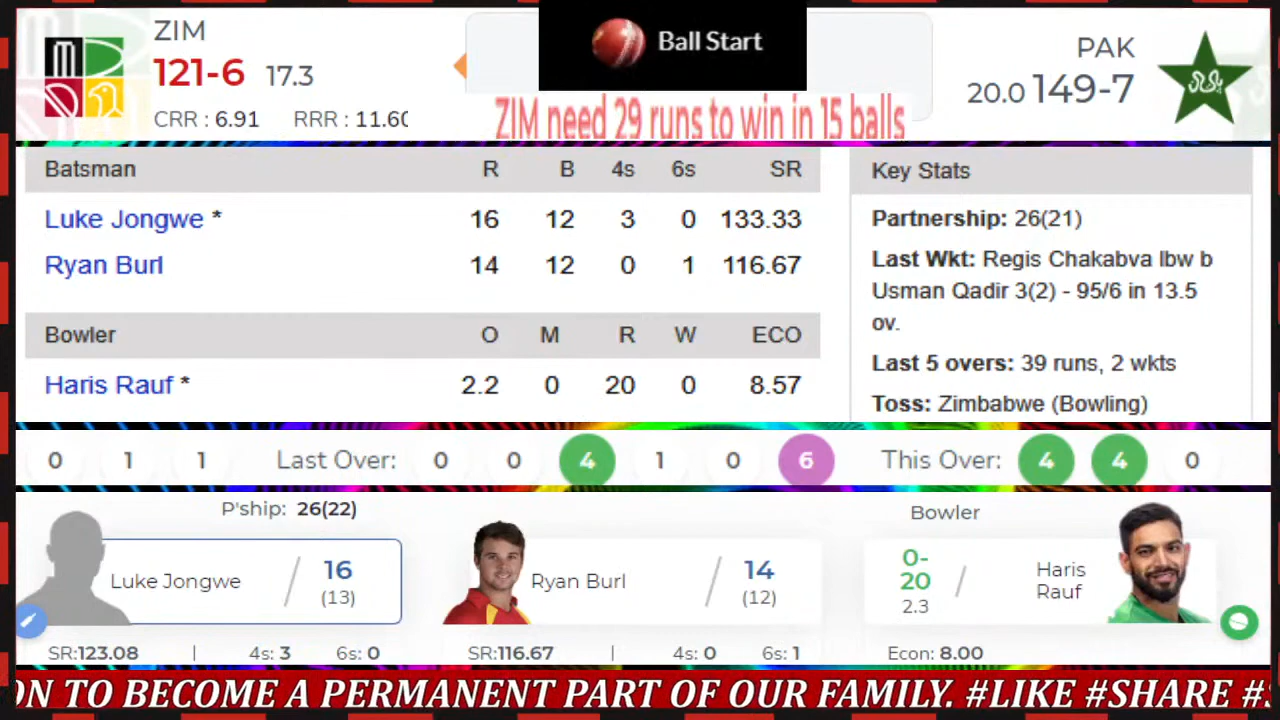 ZIM
121-6 17.3
CRR : 6.91 RRR : 11.60
Ball Start
ZIM need 29 runs to win in 15 balls
PAK
20.0 149-7
Batsman R B 4s 6s SR
Luke Jongwe * 16 12 3 0 133.33
Ryan Burl 14 12 0 1 116.67
Bowler O M R W ECO
Haris Rauf * 2.2 0 20 0 8.57
Key Stats
Partnership: 26(21)
Last Wkt: Regis Chakabva lbw b
Usman Qadir 3(2) - 95/6 in 13.5
ov.
Last 5 overs: 39 runs, 2 wkts
Toss: Zimbabwe (Bowling)
0 1 1 Last Over: 0 0 4 1 0 6 This Over: 4 4 0
P'ship: 26(22)
Luke Jongwe / 16
(13)
SR:123.08 | 4s: 3 6s: 0
Ryan Burl / 14
(12)
SR:116.67 | 4s: 0 6s: 1
Bowler
0-
20
2.3
/ Haris
Rauf
Econ: 8.00
ON TO BECOME A PERMANENT PART OF OUR FAMILY. #LIKE #SHARE #